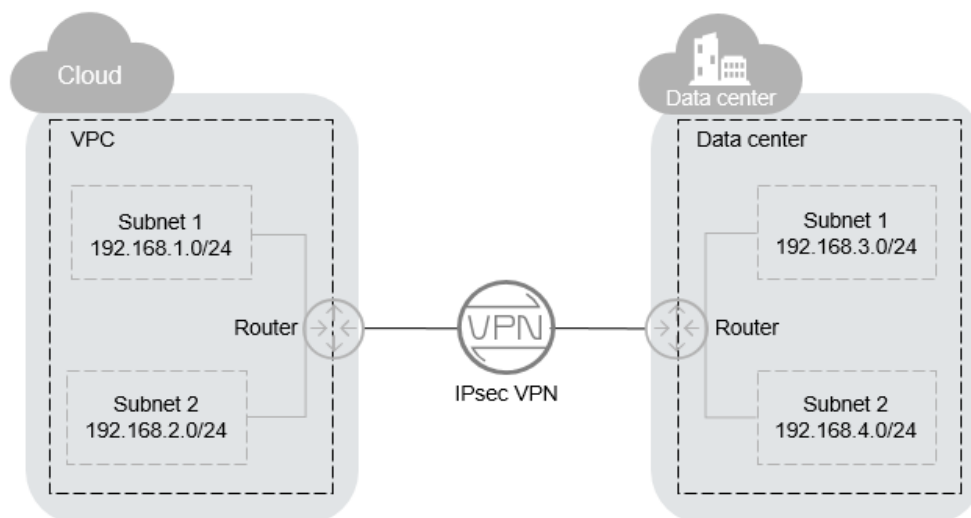 Cloud
VPC
Subnet 1
192.168.1.0/24
Router
Subnet 2
192.168.2.0/24
VPN
IPsec VPN
Data center
Data center
Subnet 1
192.168.3.0/24
Router
Subnet 2
192.168.4.0/24